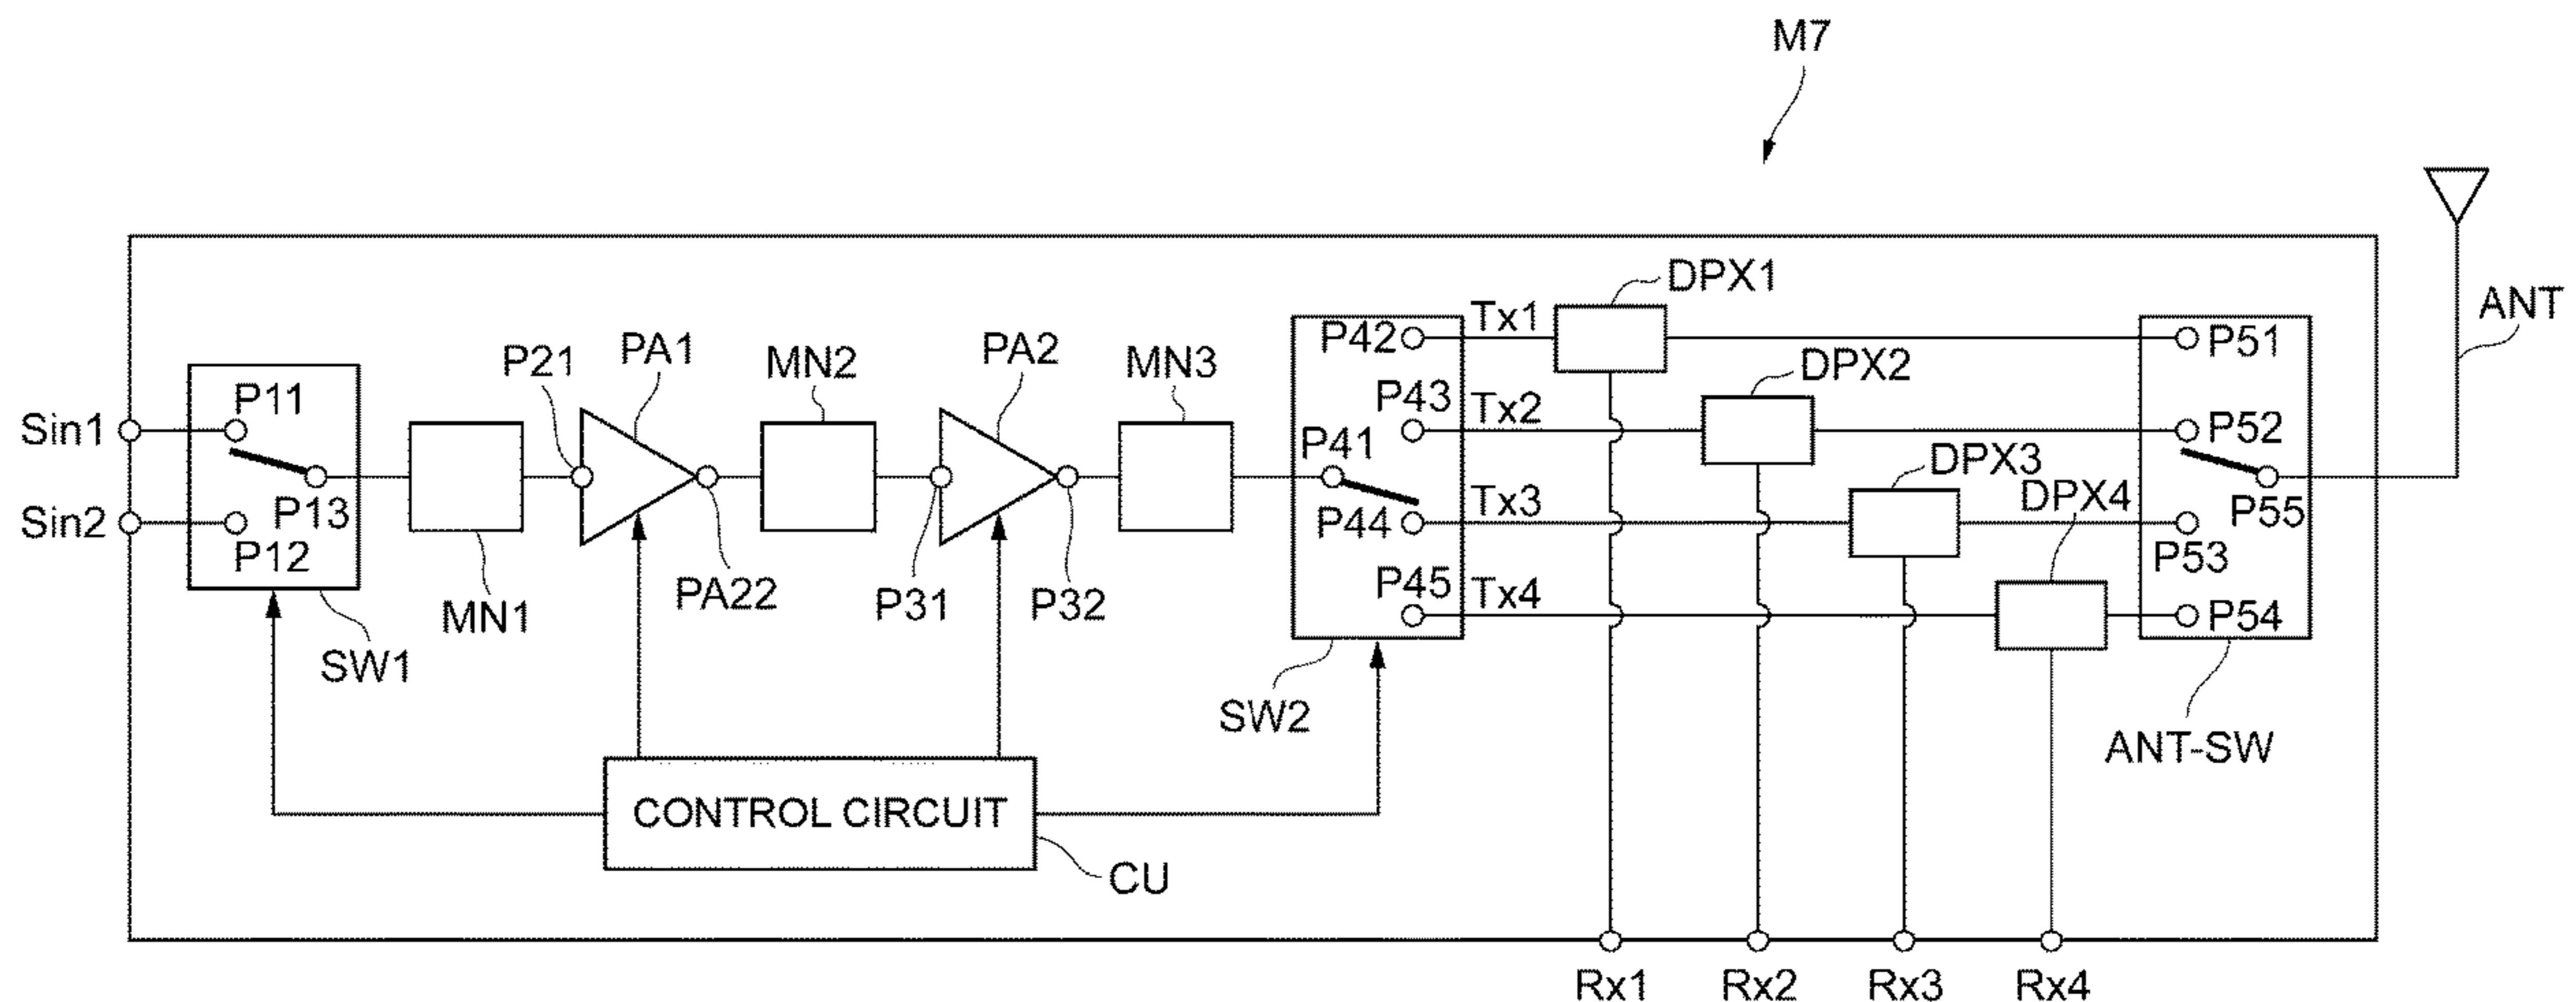 M7
DPX1
ANT
Tx1
P42
P51
PA1
PA2
P21
MN2
MN3
DPX2
P11
P43
Tx2
P52
Sin1
P41
DPX3
DPX4
P13
P44
Tx3
P55
Sin2
P12
P53
PA22
P31
P32
P45
Tx4
P54
MN1
SW1
SW2
ANT-SW
CONTROL CIRCUIT
CU
Rx1
Rx2
Rx3
Rx4